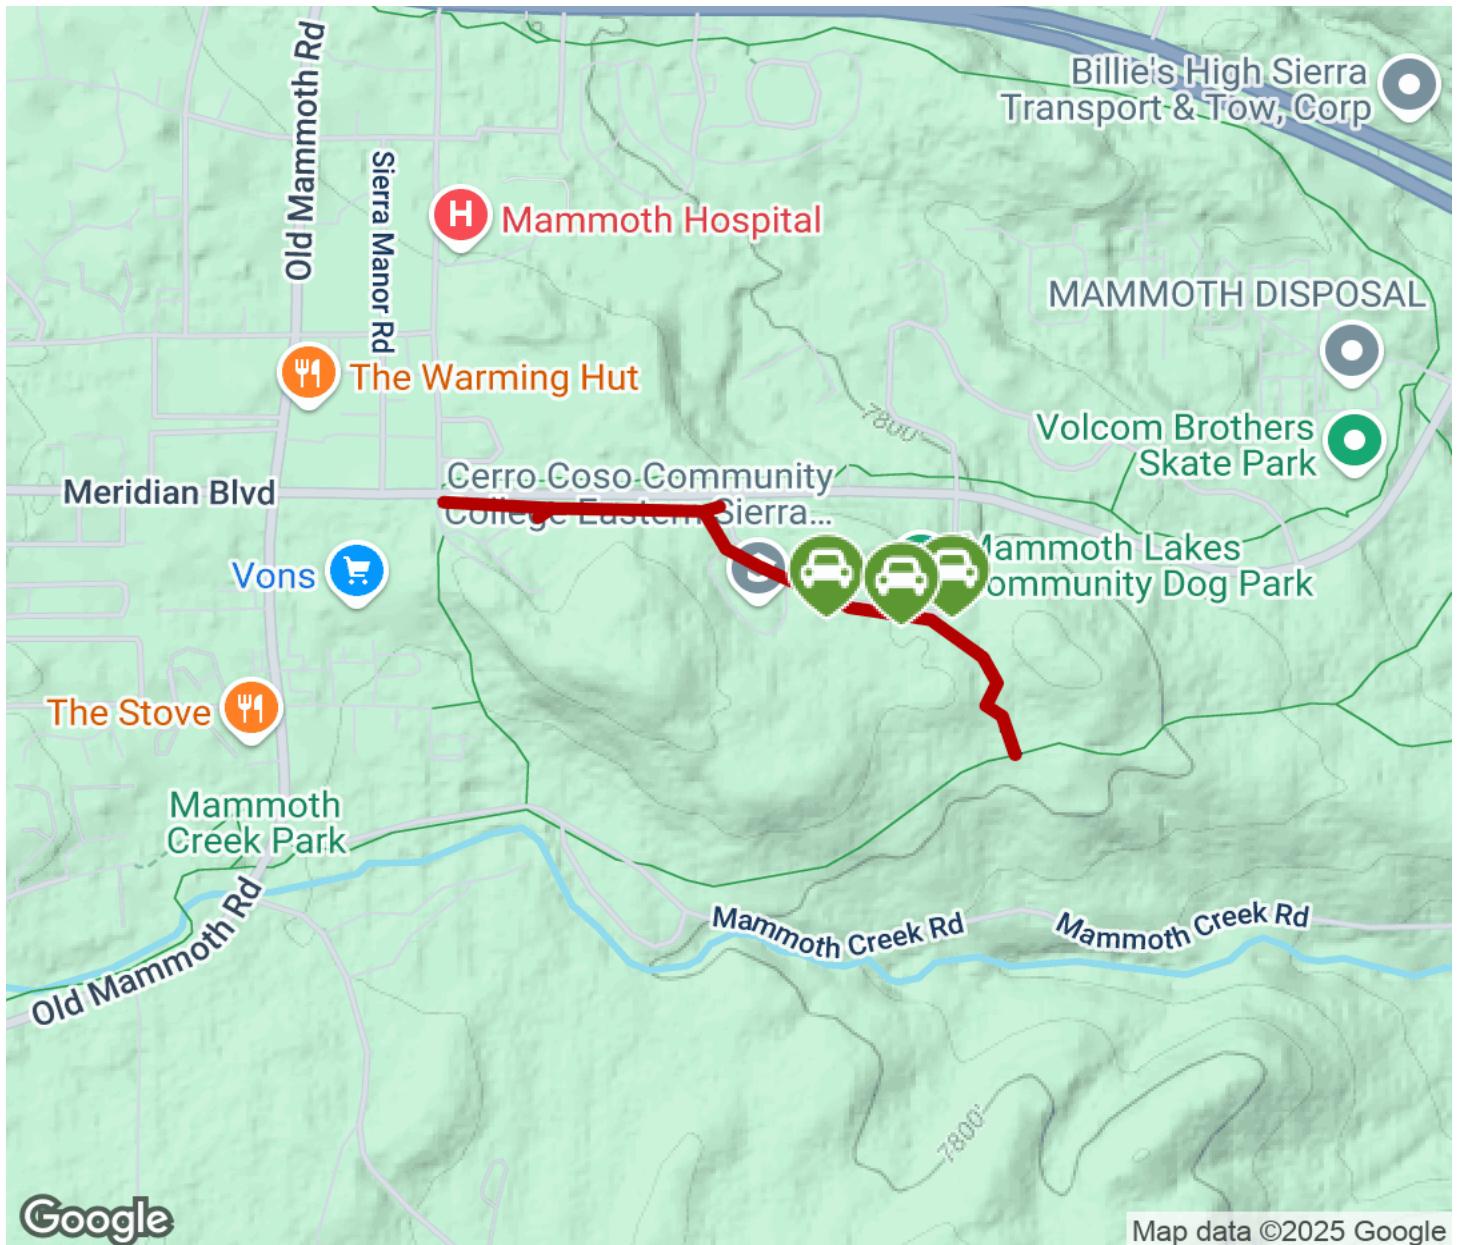 Old Mammoth Rd
Sierra Manor Rd
Billie's High Sierra
Transport & Tow, Corp
H
Mammoth Hospital
MAMMOTH DISPOSAL
The Warming Hut
7800'
Volcom Brothers
Skate Park
Meridian Blvd
Cerro Coso Community
College Eastern Sierra...
Vons
Mammoth Lakes
ommunity Dog Park
The Stove
Mammoth
Creek Park
Old Mammoth Rd
Mammoth Creek Rd
Mammoth Creek Rd
7800'
Google
Map data ©2025 Google